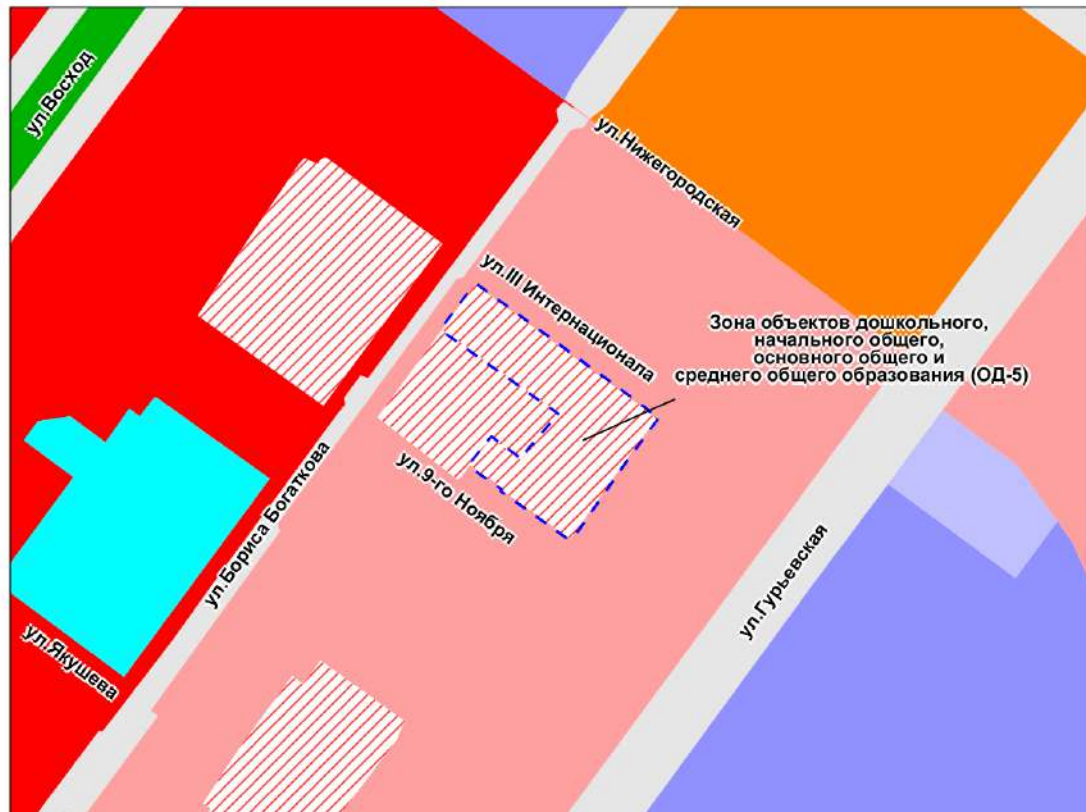 ул.Восход
ул.Нижегородская
ул.III Интернационала
Зона объектов дошкольного,
начального общего,
основного общего и
среднего общего образования (ОД-5)
ул.9-го Ноября
ул.Бориса Богаткова
ул.Гурьевская
ул.Якушева